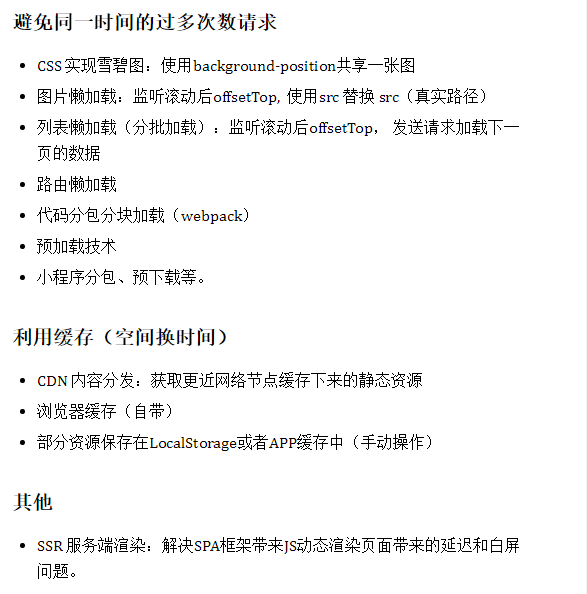 避免同一时间的过多次数请求
CSS 实现雪碧图：使用background-position共享一张图
图片懒加载：监听滚动后offsetTop, 使用src 替换 src（真实路径）
列表懒加载（分批加载）：监听滚动后offsetTop， 发送请求加载下一
页的数据
路由懒加载
代码分包分块加载（webpack）
预加载技术
小程序分包、预下载等。
利用缓存（空间换时间）
CDN 内容分发：获取更近网络节点缓存下来的静态资源
浏览器缓存（自带）
部分资源保存在LocalStorage或者APP缓存中（手动操作）
其他
SSR 服务端渲染：解决SPA框架带来JS动态渲染页面带来的延迟和白屏
问题。